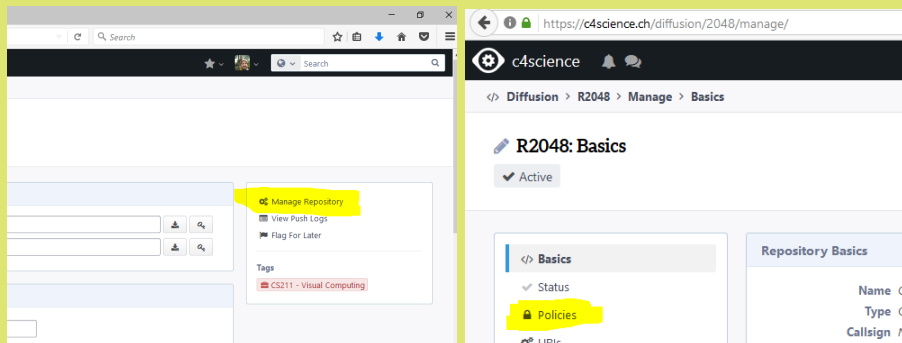 Search
Search
Manage Repository
View Push Logs
Flag For Later
Tags
CS211 - Visual Computing
https://c4science.ch/diffusion/2048/manage/
c4science
Diffusion > R2048 > Manage > Basics
R2048: Basics
Active
Basics
Status
Policies
URIs
Repository Basics
Name
Type
Callsign